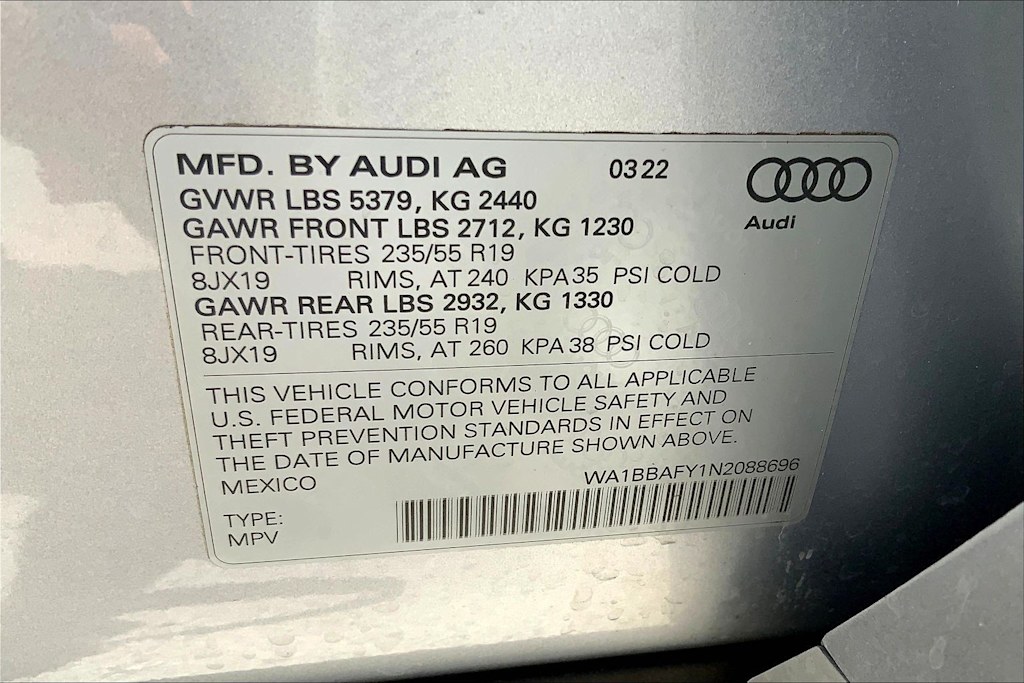 MFD. BY AUDI AG 03 22
GVWR LBS 5379, KG 2440
GAWR FRONT LBS 2712, KG 1230
FRONT-TIRES 235/55 R19
8JX19 RIMS, AT 240 KPA 35 PSI COLD
GAWR REAR LBS 2932, KG 1330
REAR-TIRES 235/55 R19
8JX19 RIMS, AT 260 KPA 38 PSI COLD
Audi
THIS VEHICLE CONFORMS TO ALL APPLICABLE
U.S. FEDERAL MOTOR VEHICLE SAFETY AND
THEFT PREVENTION STANDARDS IN EFFECT ON
THE DATE OF MANUFACTURE SHOWN ABOVE.
MEXICO WA1BBAFY1N2088696
TYPE:
MPV